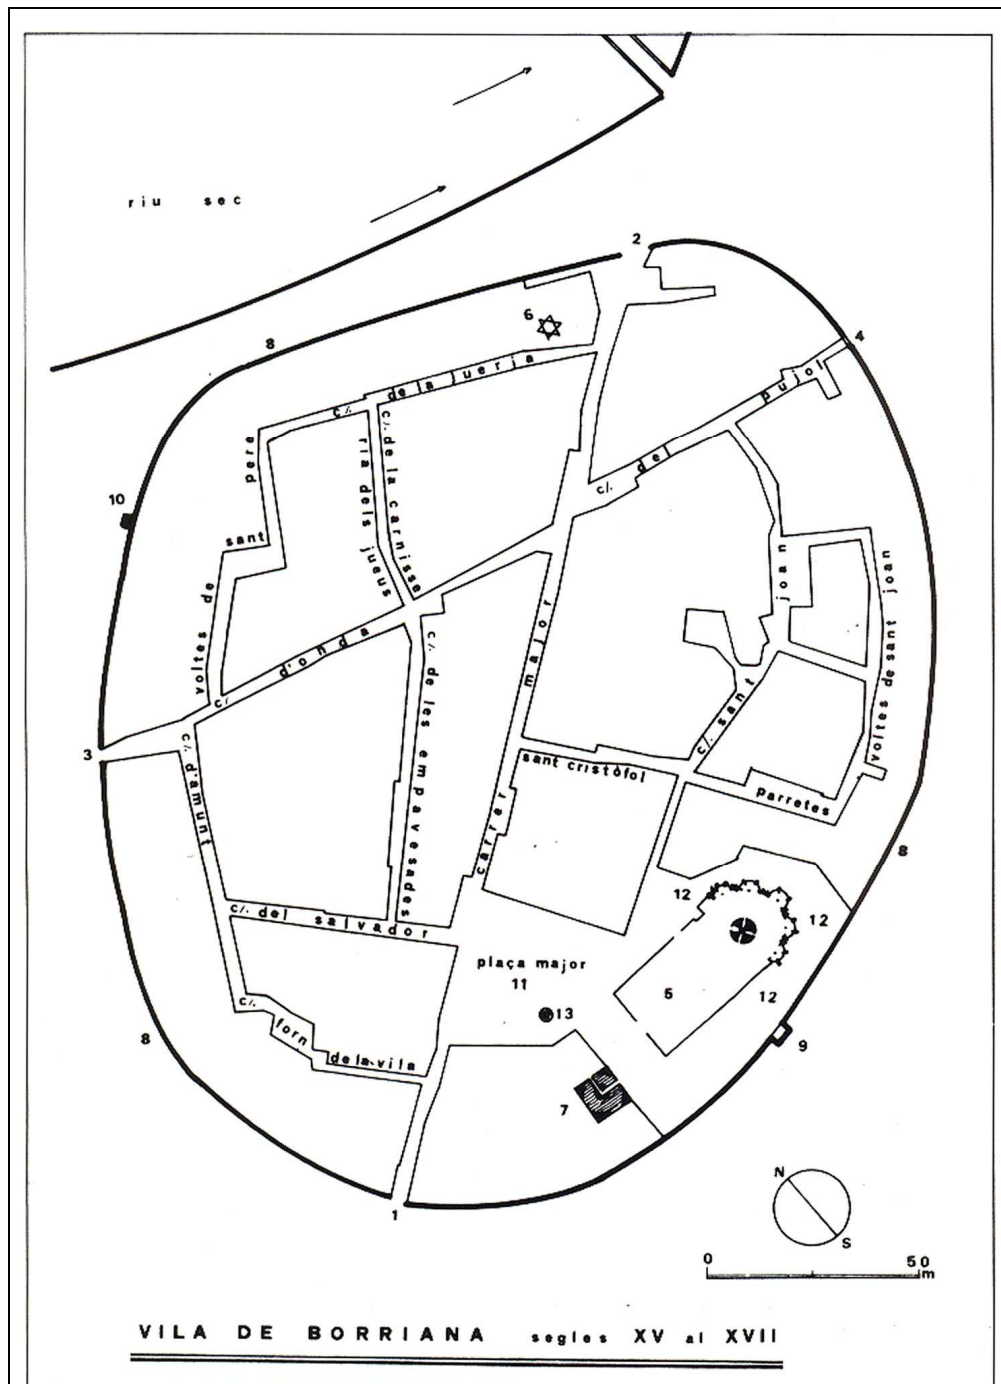 riu sec
2
6
8
4
c/. de la jueria
c/. del pujol
pere
c/. de la carnisse
ria dels jueus
10
sant
joan
voltes de sant joan
voltes de
c/ d'onda
major
c/. de les empavesades
c/. sant
3
c/. d'amunt
sant cristòfol
parretes
carrer
8
12
12
c/. del salvador
plaça major
11
5
12
13
c/. forn de la vila
8
9
7
N
S
1
0 50
m
VILA DE BORRIANA segles XV al XVII